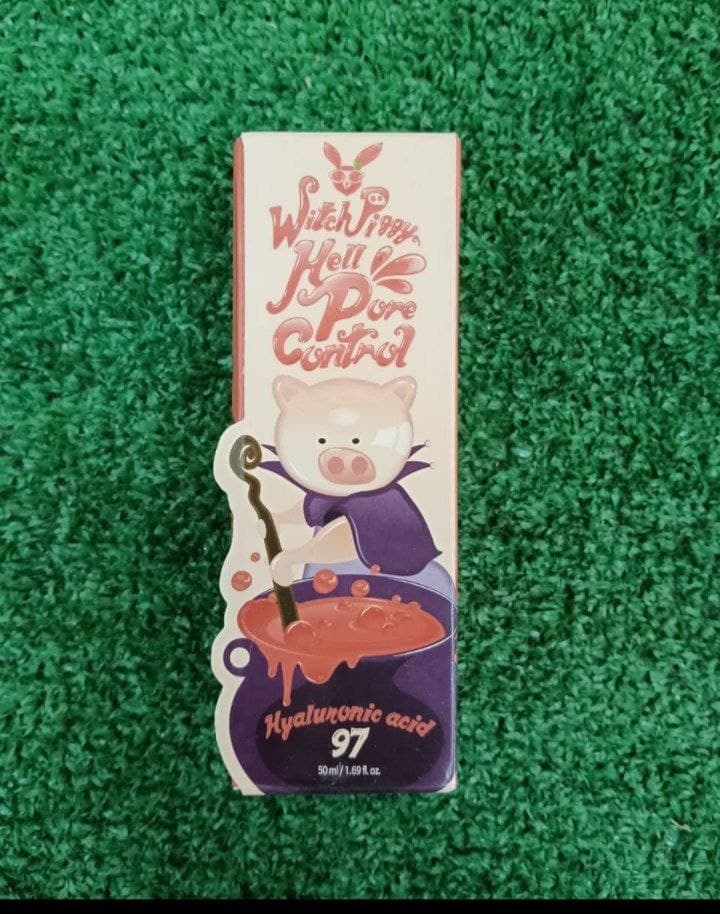 Witch Piggy
Hell
Pore
Control
Hyaluronic acid
97
50 ml / 1.69 fl. oz.